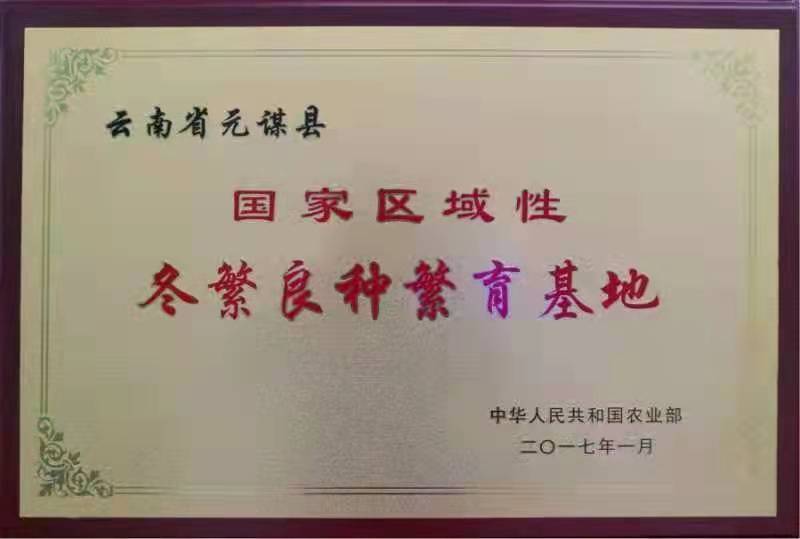 云南省元谋县
国家区域性
冬繁良种繁育基地
中华人民共和国农业部
二〇一七年一月